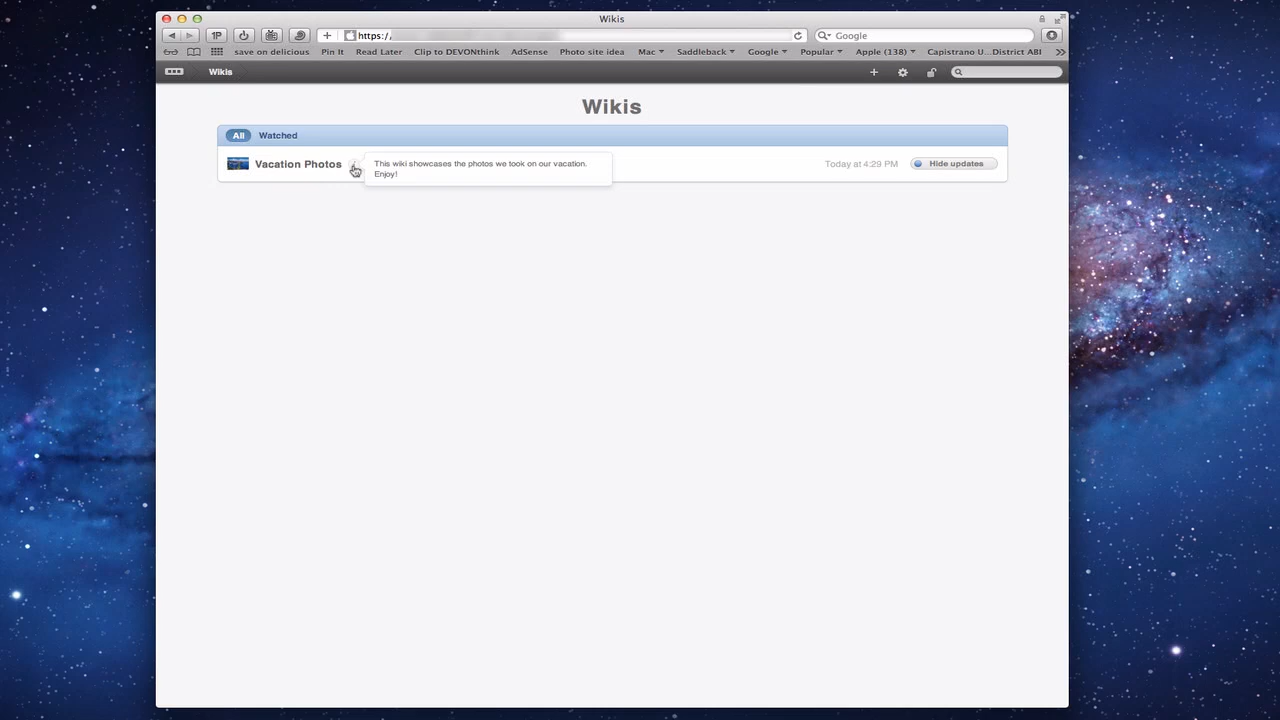 Wikis
1P
https:/
Google
save on delicious Pin It Read Later Clip to DEVONthink AdSense Photo site idea Mac Saddleback Google Popular Apple (138) Capistrano U...District ABI
Wikis
Wikis
All Watched
Vacation Photos
This wiki showcases the photos we took on our vacation.
Enjoy!
Today at 4:29 PM
Hide updates